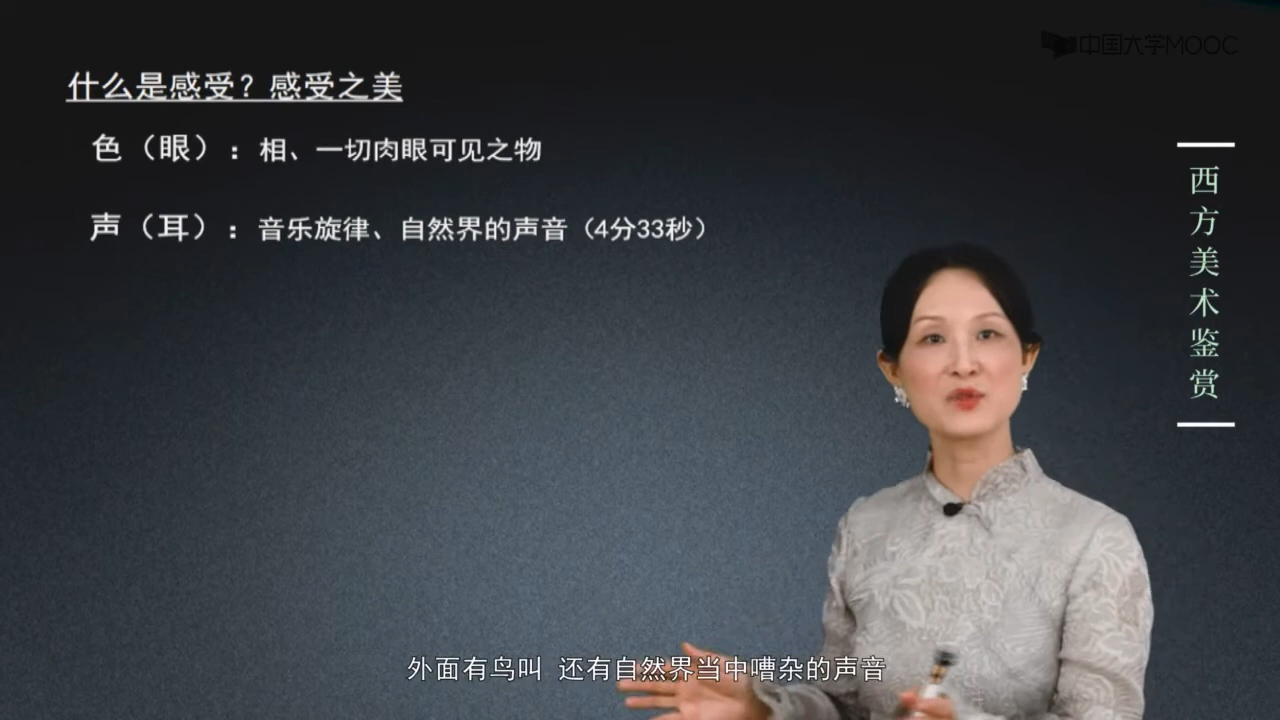 中国大学MOOC
什么是感受？感受之美
色（眼）：相、一切肉眼可见之物
声（耳）：音乐旋律、自然界的声音（4分33秒）
西方美术鉴赏
外面有鸟叫 还有自然界当中嘈杂的声音